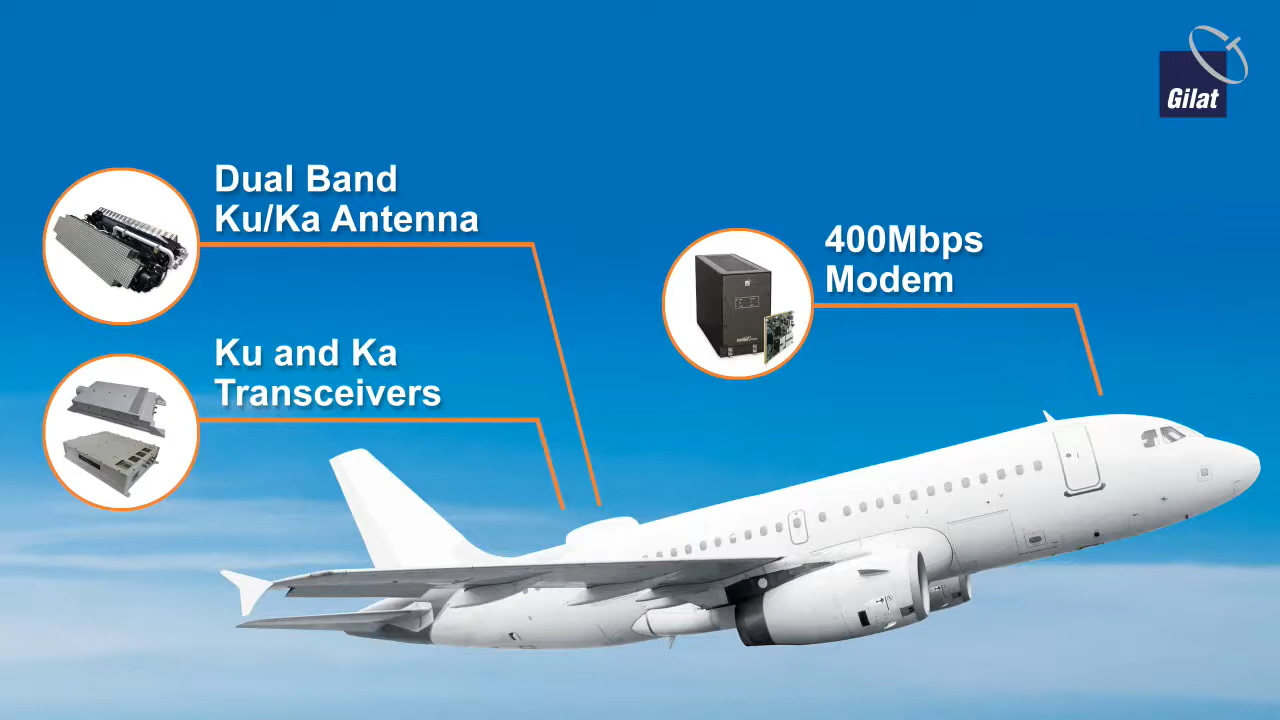 Gilat
Dual Band
Ku/Ka Antenna
400Mbps
Modem
Ku and Ka
Transceivers